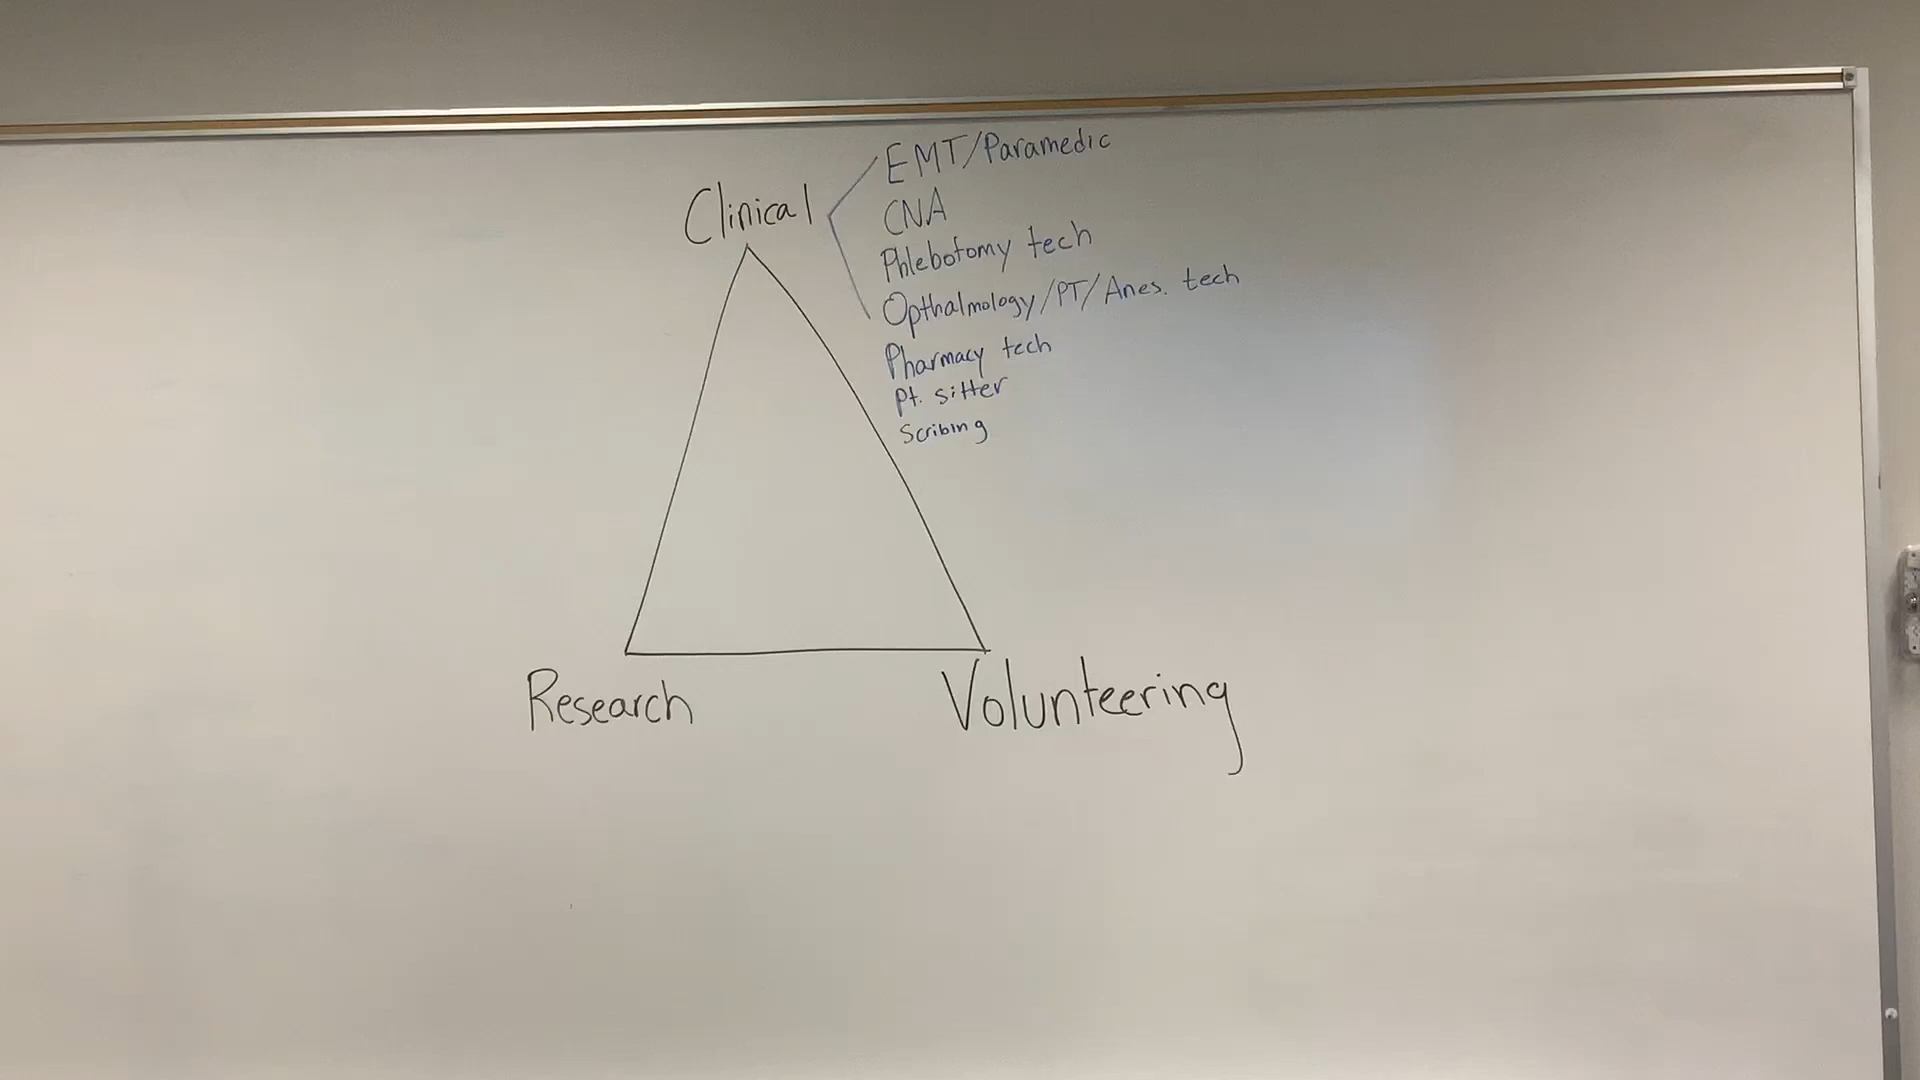 Clinical
EMT/Paramedic
CNA
Phlebotomy tech
Opthalmology/PT/Anes. tech
Pharmacy tech
Pt. sitter
Scribing
Research
Volunteering